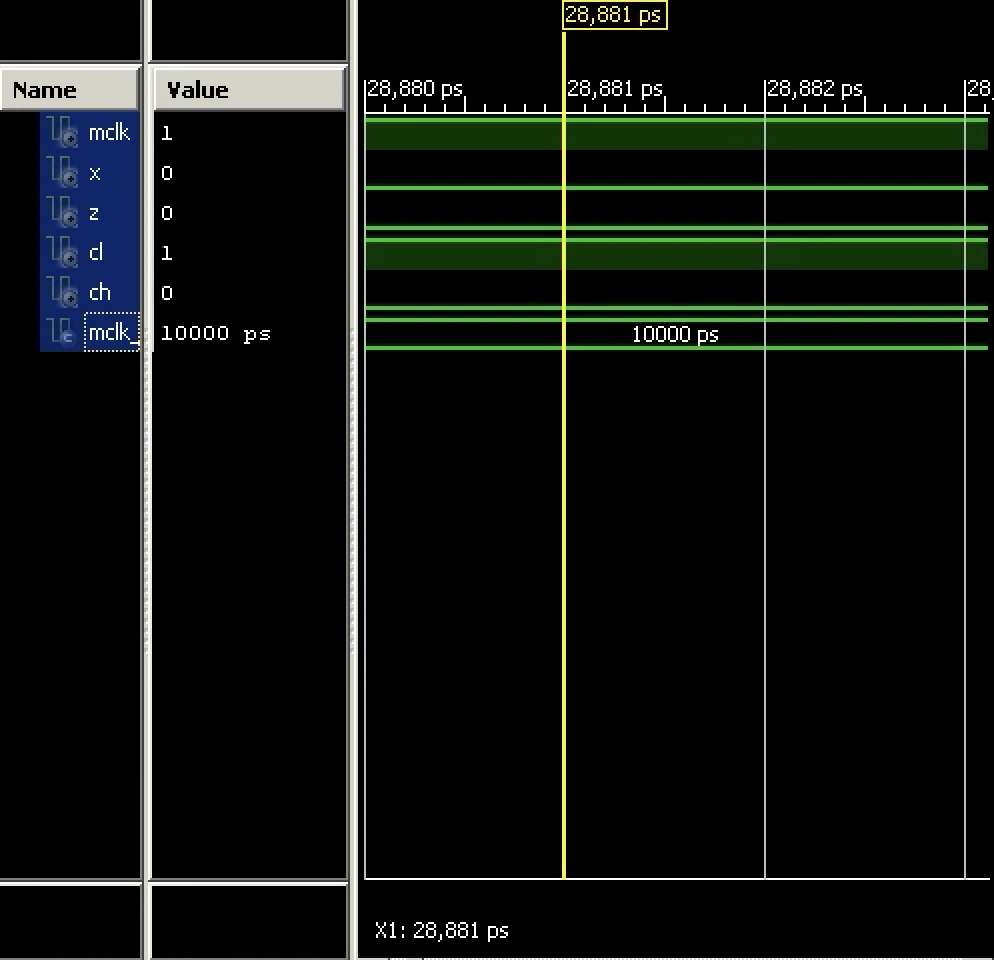 28,881 ps
Name Value 28,880 ps 28,881 ps 28,882 ps 28,
mclk 1
x 0
z 0
cl 1
ch 0
mclk_ 10000 ps 10000 ps
X1: 28,881 ps